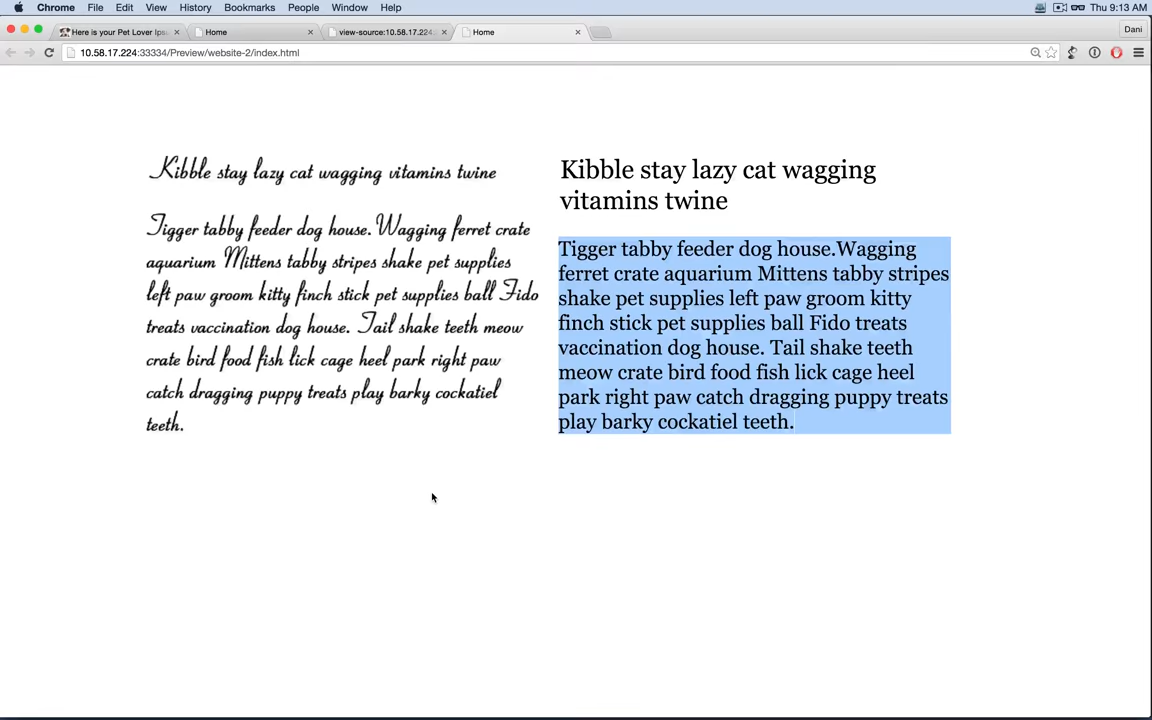 Chrome File Edit View History Bookmarks People Window Help Thu 9:13 AM
Here is your Pet Lover Ips Home view-source:10.58.17.224 Home Dani
10.58.17.224:33334/Preview/website-2/index.html
Kibble stay lazy cat wagging vitamins twine
Tigger tabby feeder dog house.Wagging ferret crate
aquarium Mittens tabby stripes shake pet supplies
left paw groom kitty finch stick pet supplies ball Fido
treats vaccination dog house. Tail shake teeth meow
crate bird food fish lick cage heel park right paw
catch dragging puppy treats play barky cockatiel
teeth.
Kibble stay lazy cat wagging
vitamins twine
Tigger tabby feeder dog house.Wagging
ferret crate aquarium Mittens tabby stripes
shake pet supplies left paw groom kitty
finch stick pet supplies ball Fido treats
vaccination dog house. Tail shake teeth
meow crate bird food fish lick cage heel
park right paw catch dragging puppy treats
play barky cockatiel teeth.